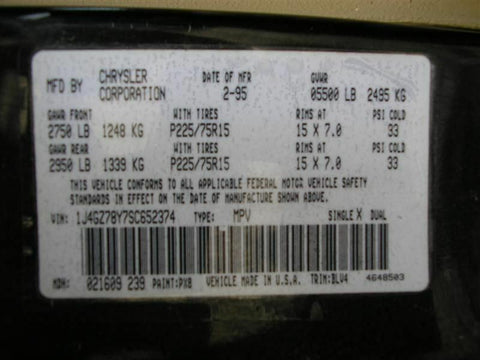 MFD BY CHRYSLER CORPORATION DATE OF MFR 2-95 GVWR 05500 LB 2495 KG
GAWR FRONT WITH TIRES RIMS AT PSI COLD
2750 LB 1248 KG P225/75R15 15 X 7.0 33
GAWR REAR WITH TIRES RIMS AT PSI COLD
2950 LB 1339 KG P225/75R15 15 X 7.0 33
THIS VEHICLE CONFORMS TO ALL APPLICABLE FEDERAL MOTOR VEHICLE SAFETY
STANDARDS IN EFFECT ON THE DATE OF MANUFACTURE SHOWN ABOVE.
VIN: 1J4GZ78Y7SC652374 TYPE: MPV SINGLE X DUAL
MDH: 021609 239 PAINT: PX8 VEHICLE MADE IN U.S.A. TRIM: BLV4 4648503